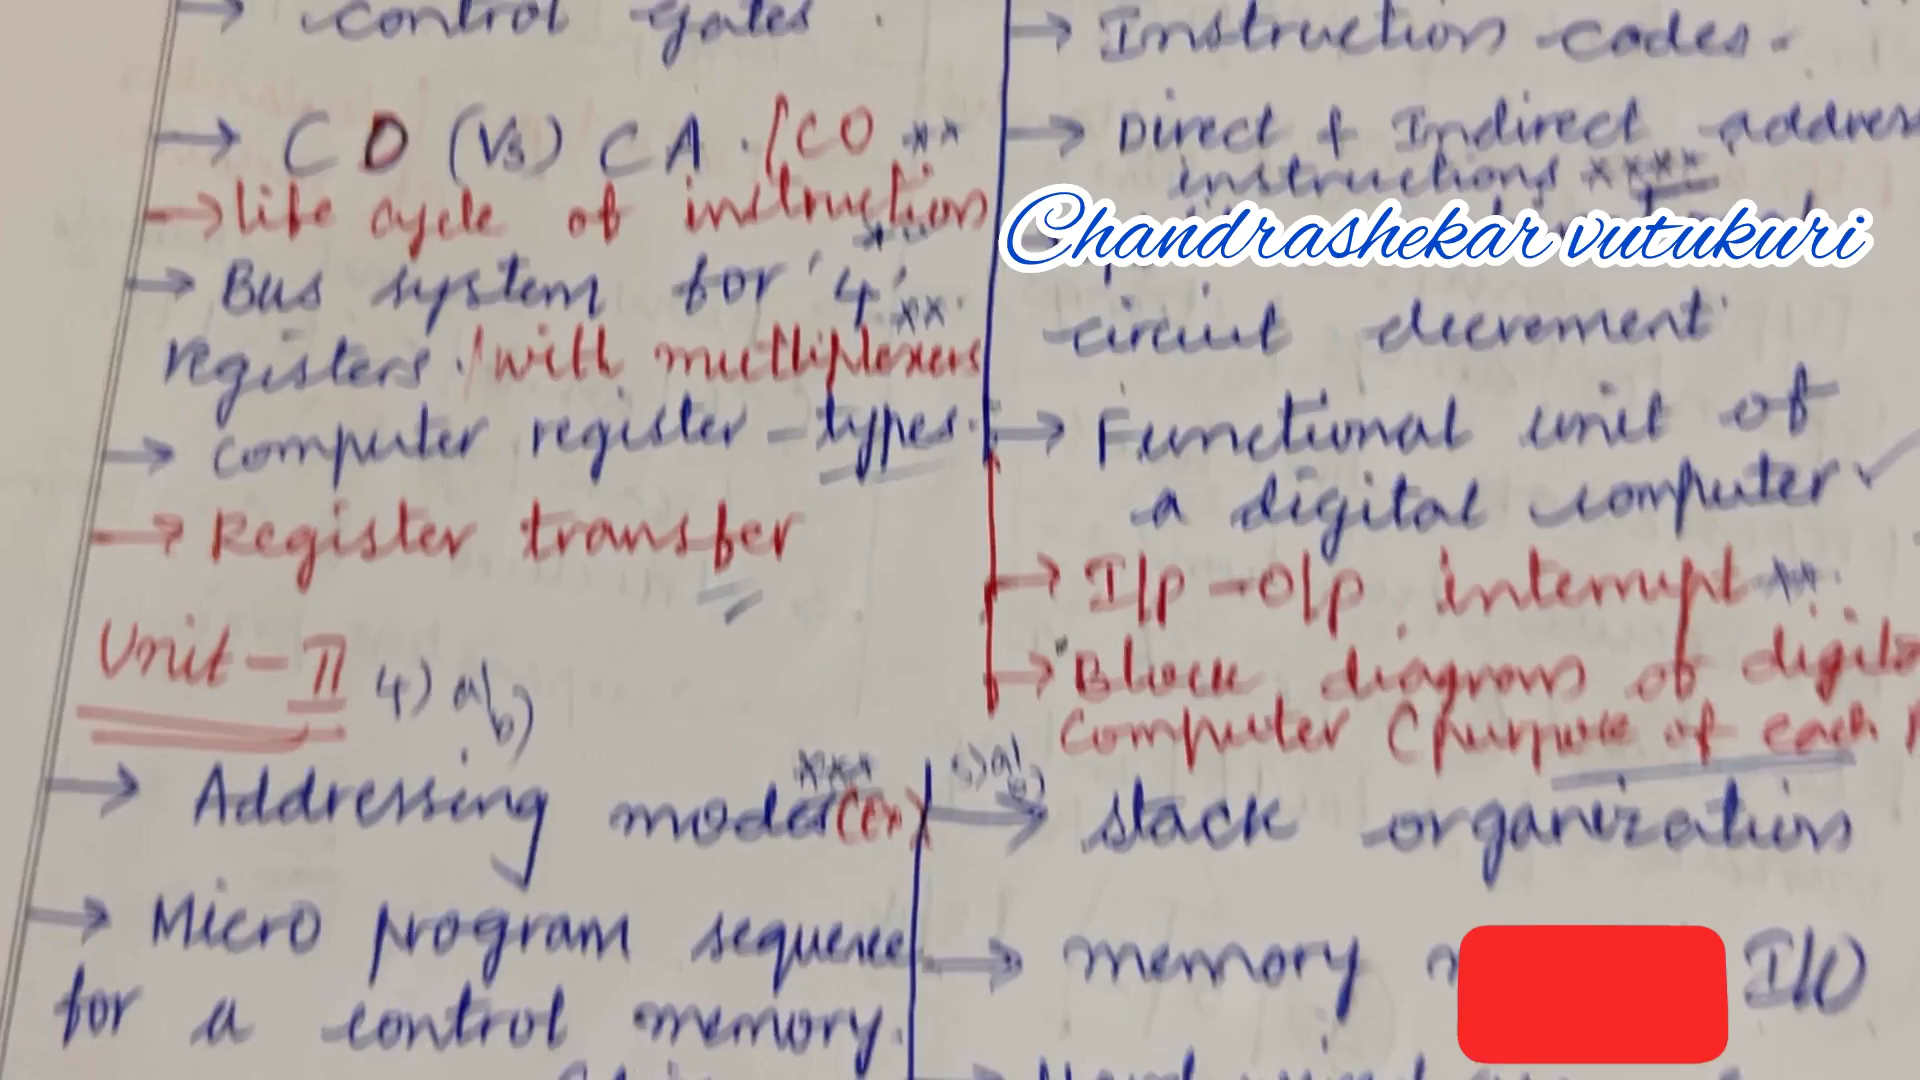 → control gates.
→ CO (Vs) CA. /CO **
→ life cycle of instruction
→ Bus system for '4' **
registers. /with multiplexers
→ computer register - types.
→ Register transfer
→ Instruction codes.
→ Direct & Indirect address
instructions ****
Chandrashekar vutukuri
circuit decrement
→ Functional unit of
a digital computer
→ I/p - O/p interrupt **
→ Block diagram of digita
Computer (purpose of each
Unit - II 4) a/b)
→ Addressing modes (Ex) ***
→ Micro program sequence
for a control memory.
5) a/b)
→ stack organization
→ memory I/O